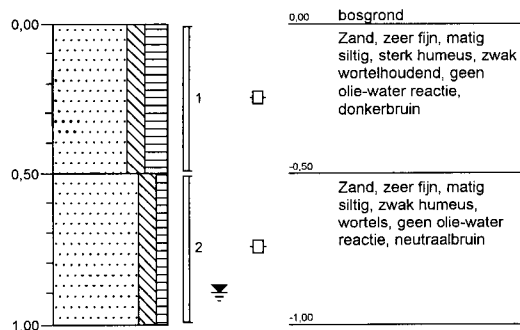 0,00
0,00
bosgrond
Zand, zeer fijn, matig
siltig, sterk humeus, zwak
wortelhoudend, geen
olie-water reactie,
donkerbruin
1
0,50
-0,50
Zand, zeer fijn, matig
siltig, zwak humeus,
wortels, geen olie-water
reactie, neutraalbruin
2
1,00
-1,00